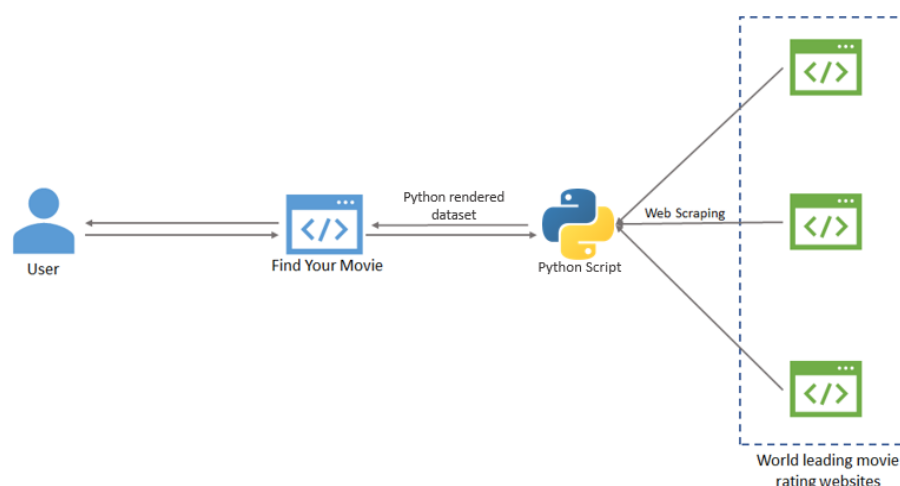 User
</>
Find Your Movie
Python rendered
dataset
Python Script
Web Scraping
</>
</>
</>
World leading movie
rating websites